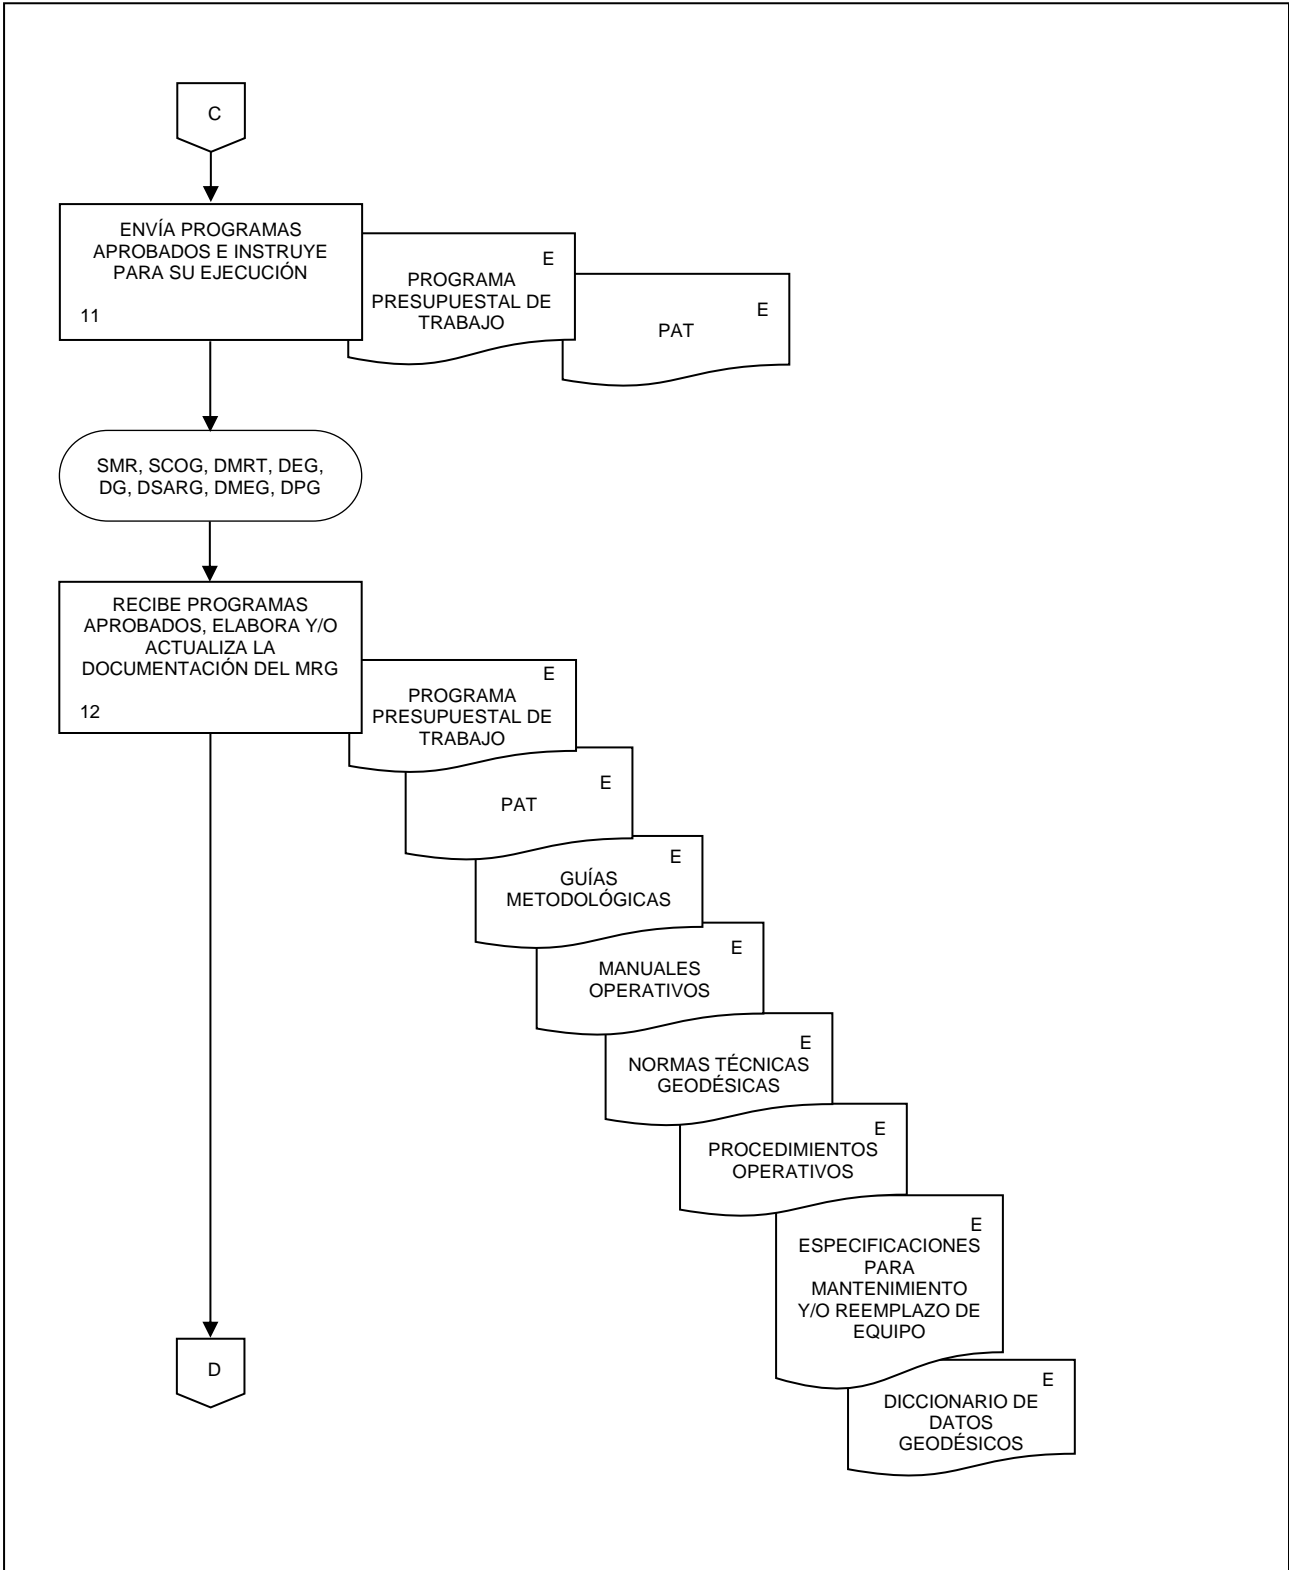 C
ENVÍA PROGRAMAS
APROBADOS E INSTRUYE
PARA SU EJECUCIÓN
11
E
PROGRAMA
PRESUPUESTAL DE
TRABAJO
E
PAT
SMR, SCOG, DMRT, DEG,
DG, DSARG, DMEG, DPG
RECIBE PROGRAMAS
APROBADOS, ELABORA Y/O
ACTUALIZA LA
DOCUMENTACIÓN DEL MRG
12
E
PROGRAMA
PRESUPUESTAL DE
TRABAJO
E
PAT
E
GUÍAS
METODOLÓGICAS
E
MANUALES
OPERATIVOS
E
NORMAS TÉCNICAS
GEODÉSICAS
E
PROCEDIMIENTOS
OPERATIVOS
E
ESPECIFICACIONES
PARA
MANTENIMIENTO
Y/O REEMPLAZO DE
EQUIPO
E
DICCIONARIO DE
DATOS
GEODÉSICOS
D